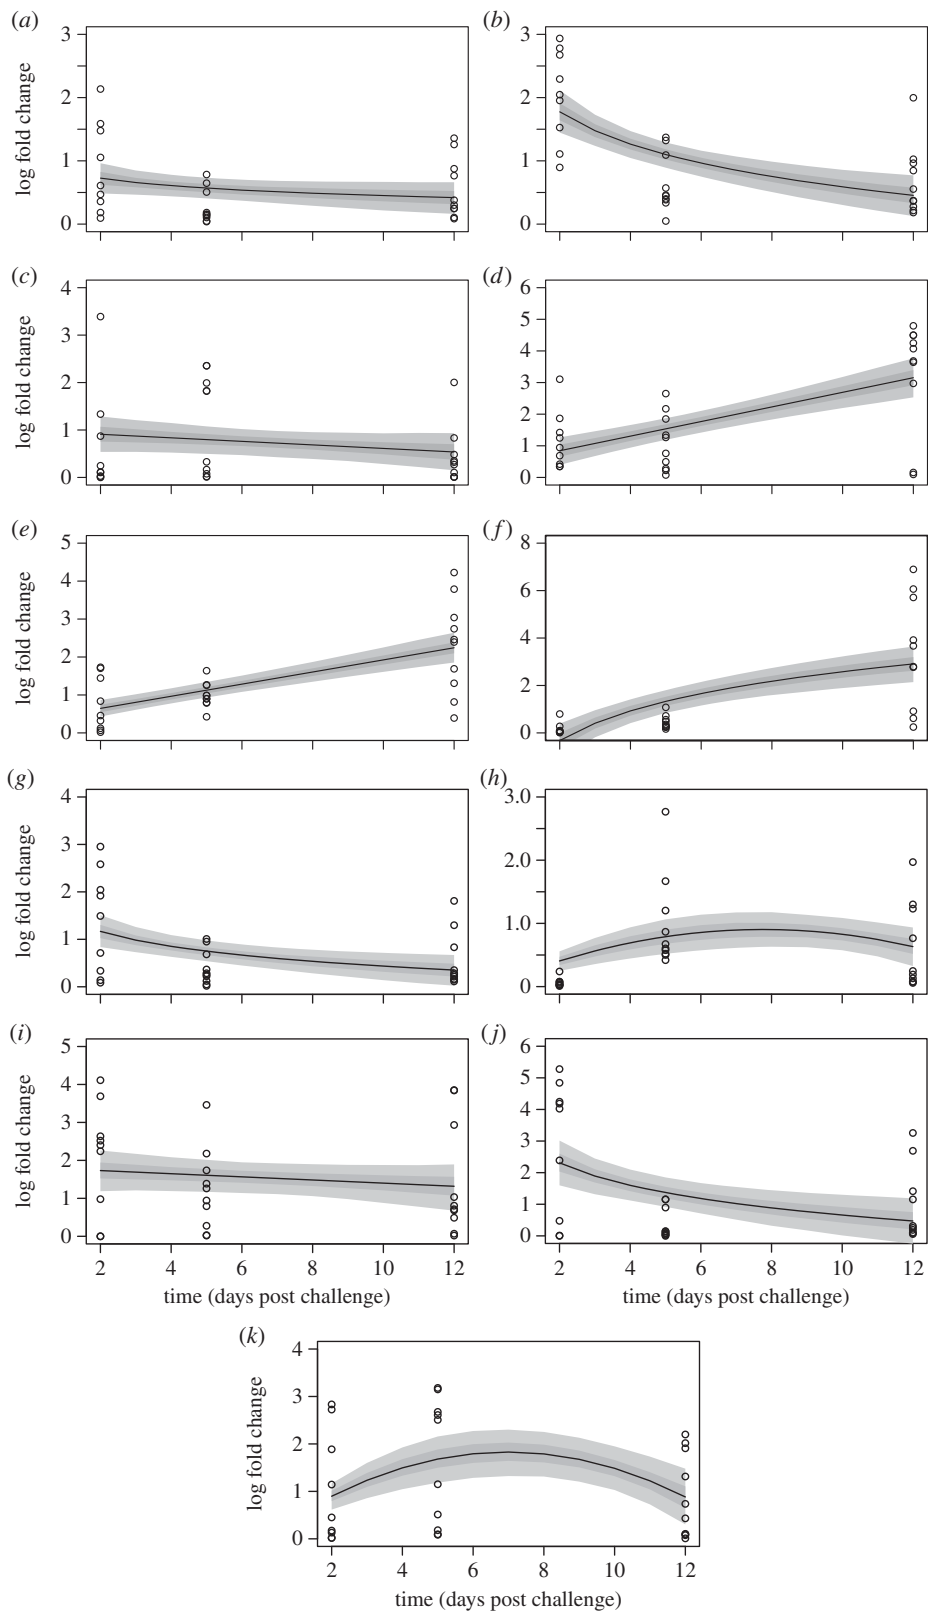 (a) (b)
log fold change
3 2 1 0
3 2 1 0
(c) (d)
log fold change
4 3 2 1 0
6 5 4 3 2 1 0
(e) (f)
log fold change
5 4 3 2 1 0
8 6 4 2 0
(g) (h)
log fold change
4 3 2 1 0
3.0 2.0 1.0 0
(i) (j)
log fold change
5 4 3 2 1 0
6 5 4 3 2 1 0
2 4 6 8 10 12
2 4 6 8 10 12
time (days post challenge) time (days post challenge)
(k)
log fold change
4 3 2 1 0
2 4 6 8 10 12
time (days post challenge)